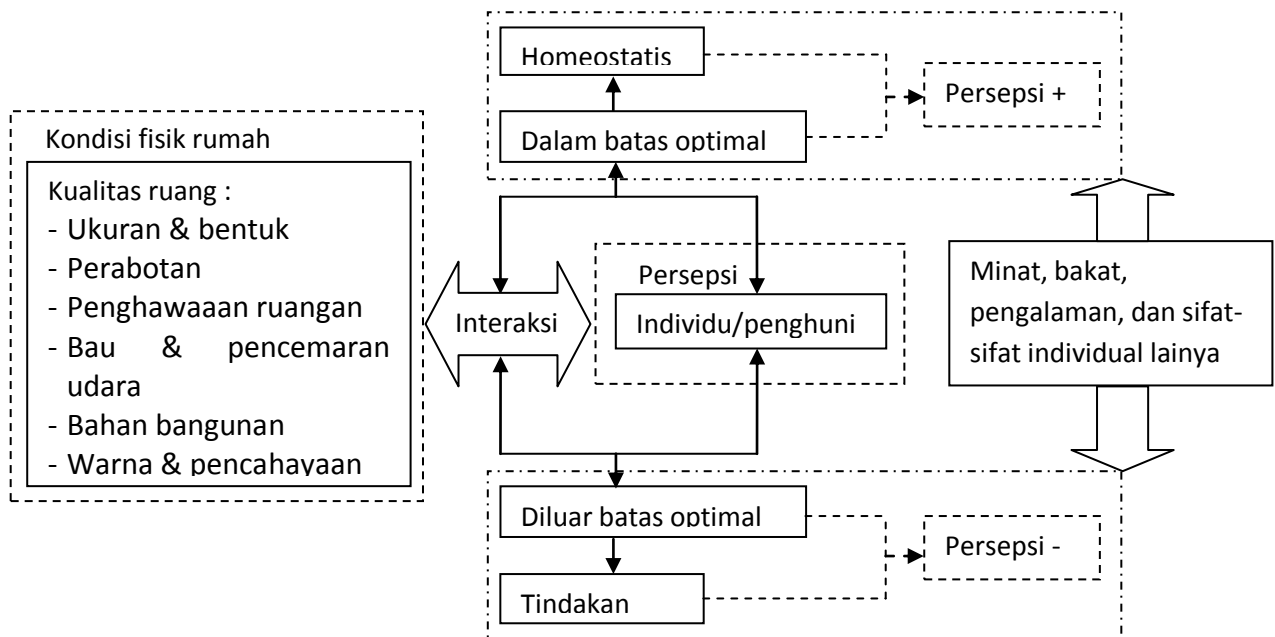 Kondisi fisik rumah
Kualitas ruang :
- Ukuran & bentuk
- Perabotan
- Penghawaaan ruangan
- Bau & pencemaran
udara
- Bahan bangunan
- Warna & pencahayaan
Homeostatis
Dalam batas optimal
Persepsi +
Interaksi
Persepsi
Individu/penghuni
Minat, bakat,
pengalaman, dan sifat-
sifat individual lainya
Diluar batas optimal
Tindakan
Persepsi -